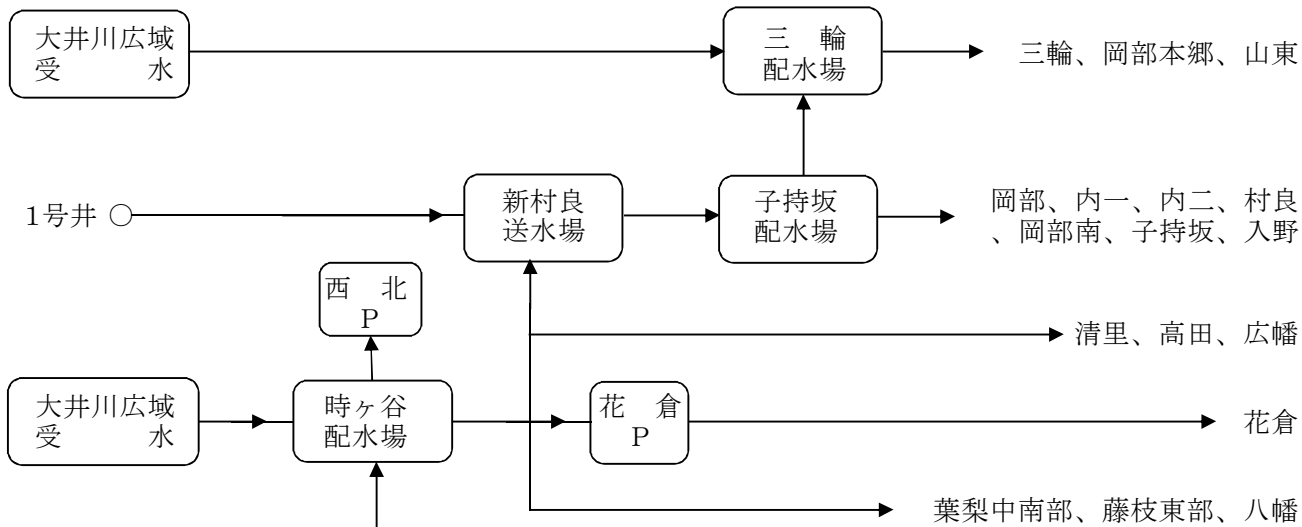 大井川広域
受　　　水
三　輪
配水場
三輪、岡部本郷、山東
1号井 ○
新村良
送水場
子持坂
配水場
岡部、内一、内二、村良
、岡部南、子持坂、入野
西　北
P
清里、高田、広幡
大井川広域
受　　　水
時ヶ谷
配水場
花　倉
P
花倉
葉梨中南部、藤枝東部、八幡